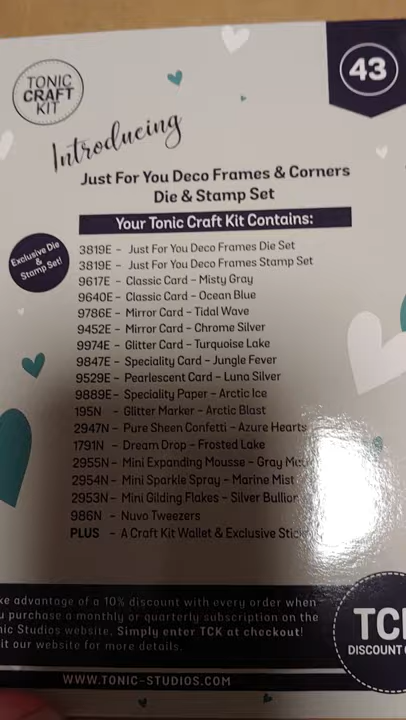 43
TONIC
CRAFT
KIT
Introducing
Just For You Deco Frames & Corners
Die & Stamp Set
Your Tonic Craft Kit Contains:
Exclusive Die
&
Stamp Set!
3819E – Just For You Deco Frames Die Set
3819E – Just For You Deco Frames Stamp Set
9617E – Classic Card – Misty Gray
9640E – Classic Card – Ocean Blue
9786E – Mirror Card – Tidal Wave
9452E – Mirror Card – Chrome Silver
9974E – Glitter Card – Turquoise Lake
9847E – Speciality Card – Jungle Fever
9529E – Pearlescent Card – Luna Silver
9889E – Speciality Paper – Arctic Ice
195N – Glitter Marker – Arctic Blast
2947N – Pure Sheen Confetti – Azure Hearts
1791N – Dream Drop – Frosted Lake
2955N – Mini Expanding Mousse – Gray
2954N – Mini Sparkle Spray – Marine Mist
2953N – Mini Gilding Flakes – Silver Bullion
986N – Nuvo Tweezers
PLUS – A Craft Kit Wallet & Exclusive
ke advantage of a 10% discount with every order when
u purchase a monthly or quarterly subscription on the
nic Studios website. Simply enter TCK at checkout!
it our website for more details.
TC
DISCOUNT
WWW.TONIC-STUDIOS.COM